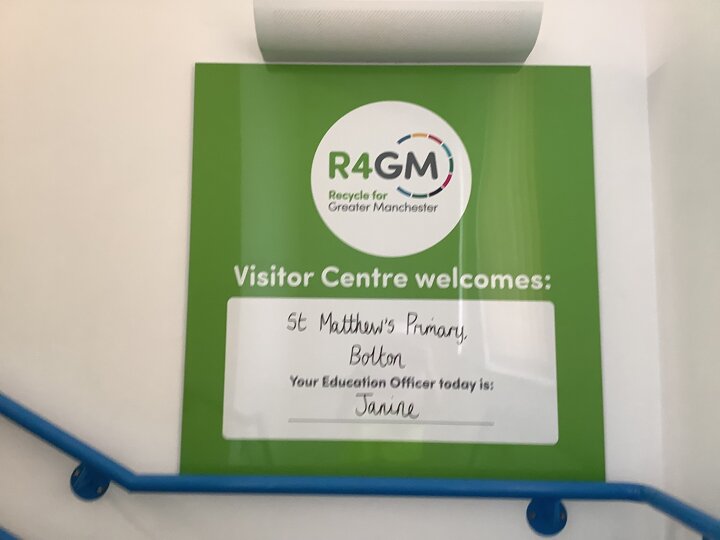 R4GM
Recycle for
Greater Manchester
Visitor Centre welcomes:
St Matthew's Primary,
Bolton
Your Education Officer today is:
Janine